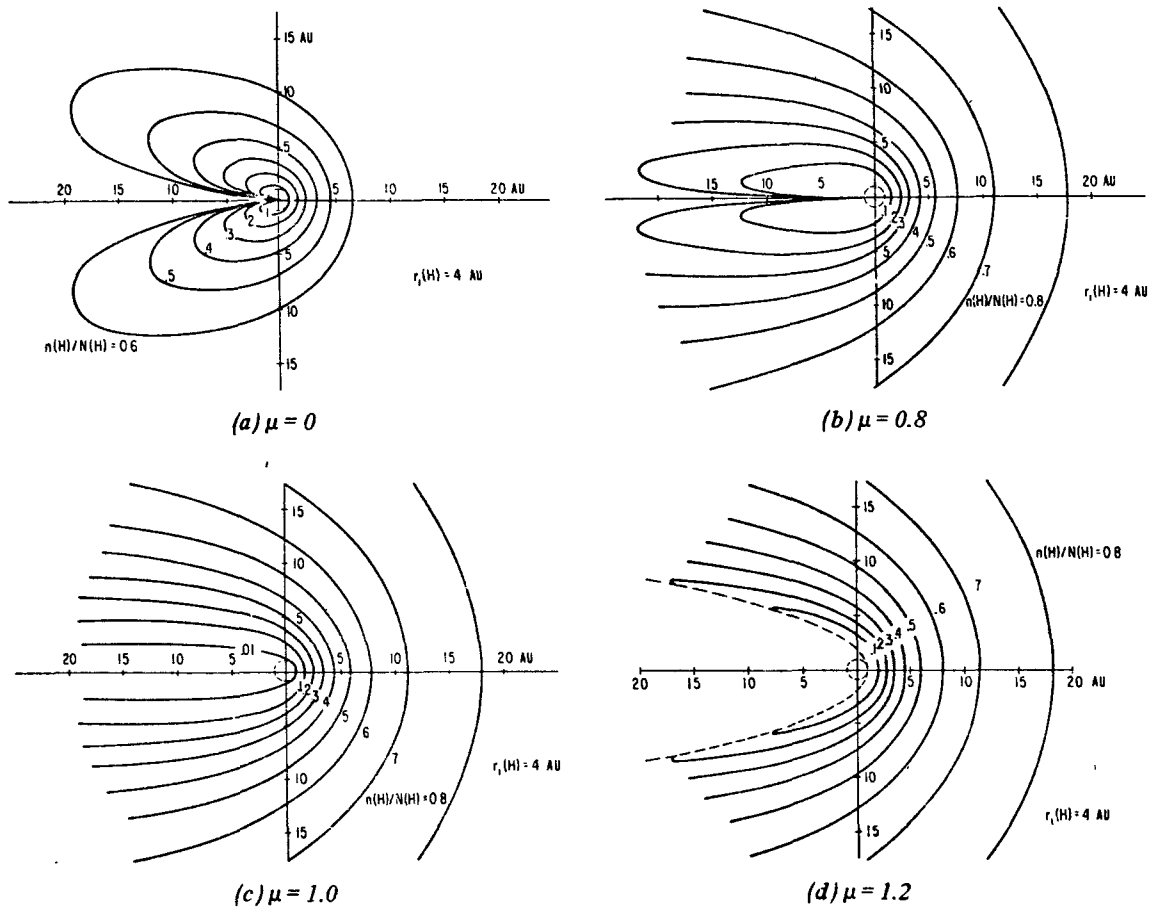 15 AU
10
.5
20 15 10 5 10 15 20 AU
.1
.2
.3
.4
.5
5
10
15
r₁(H) = 4 AU
n(H)/N(H) = 0.6
(a) μ = 0
15
10
5
15 10 5 5 10 15 20 AU
.1 .2 .3 .4 .5 .6 .7
5
10
15
n(H)/N(H) = 0.8
r₁(H) = 4 AU
(b) μ = 0.8
15
10
5
20 15 10 5 .01 5 10 15 20 AU
.1 .2 .3 .4 5 6 7
10
15
n(H)/N(H) = 0.8
r₁(H) = 4 AU
(c) μ = 1.0
15
10
n(H)/N(H) = 0.8
7
.6
.1 .2 .3 .4 .5
20 15 10 5 5 10 15 20 AU
10
15
r₁(H) = 4 AU
(d) μ = 1.2